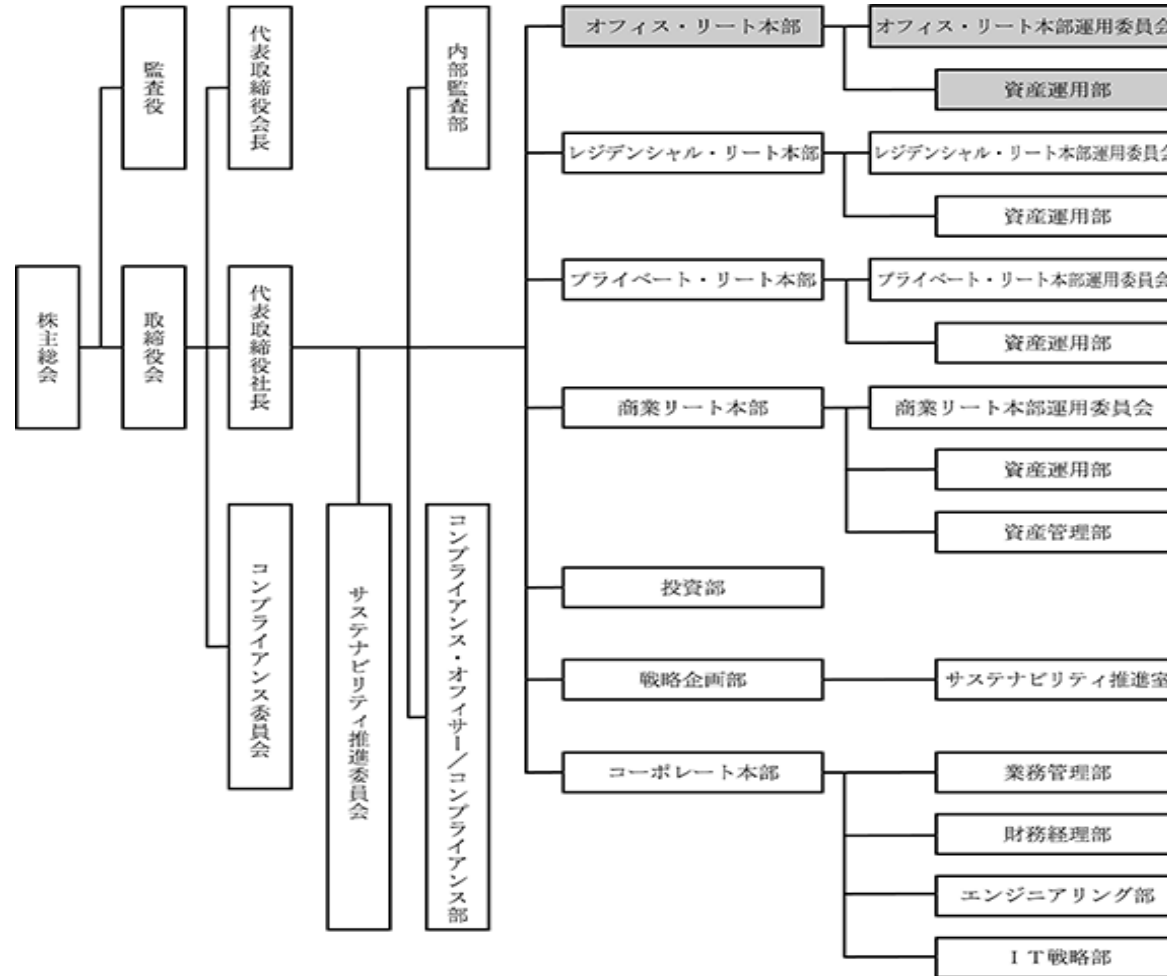 株主総会
監査役
取締役会
代表取締役会長
代表取締役社長
コンプライアンス委員会
サステナビリティ推進委員会
内部監査部
コンプライアンス・オフィサー/コンプライアンス部
オフィス・リート本部
オフィス・リート本部運用委員会
資産運用部
レジデンシャル・リート本部
レジデンシャル・リート本部運用委員会
資産運用部
プライベート・リート本部
プライベート・リート本部運用委員会
資産運用部
商業リート本部
商業リート本部運用委員会
資産運用部
資産管理部
投資部
戦略企画部
サステナビリティ推進室
コーポレート本部
業務管理部
財務経理部
エンジニアリング部
IT戦略部